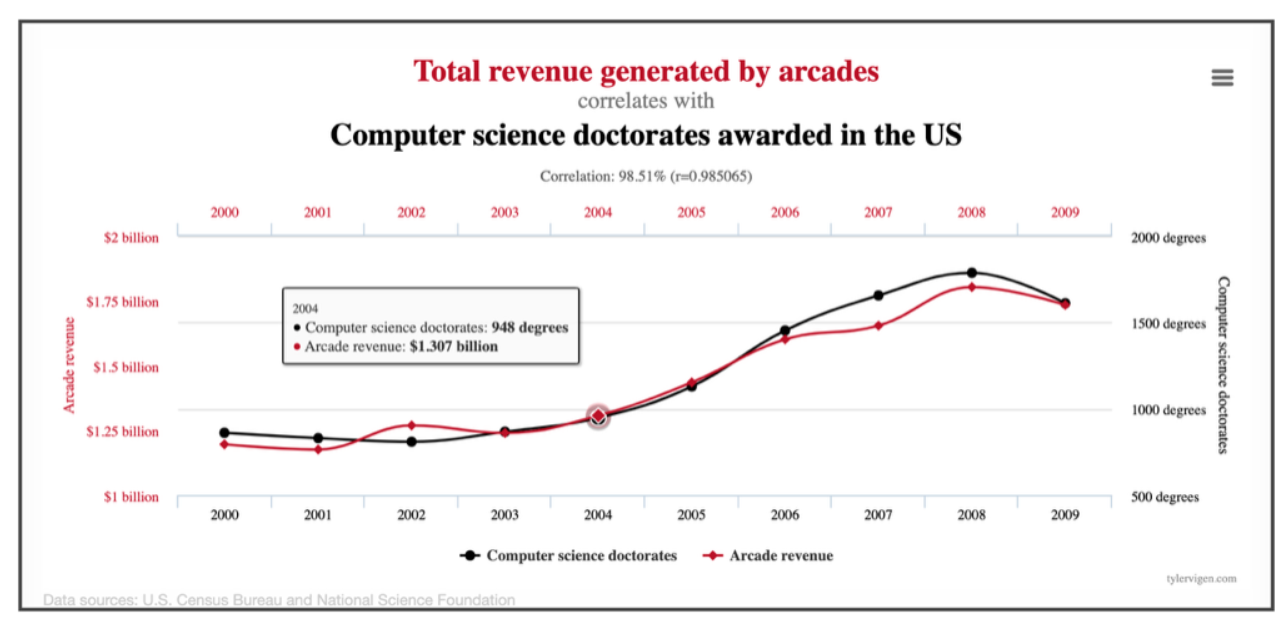 Total revenue generated by arcades
correlates with
Computer science doctorates awarded in the US
Correlation: 98.51% (r=0.985065)
2000 2001 2002 2003 2004 2005 2006 2007 2008 2009
$2 billion
$1.75 billion
$1.5 billion
$1.25 billion
$1 billion
Arcade revenue
2004
● Computer science doctorates: 948 degrees
● Arcade revenue: $1.307 billion
2000 degrees
1500 degrees
1000 degrees
500 degrees
Computer science doctorates
2000 2001 2002 2003 2004 2005 2006 2007 2008 2009
Computer science doctorates Arcade revenue
tylervigen.com
Data sources: U.S. Census Bureau and National Science Foundation